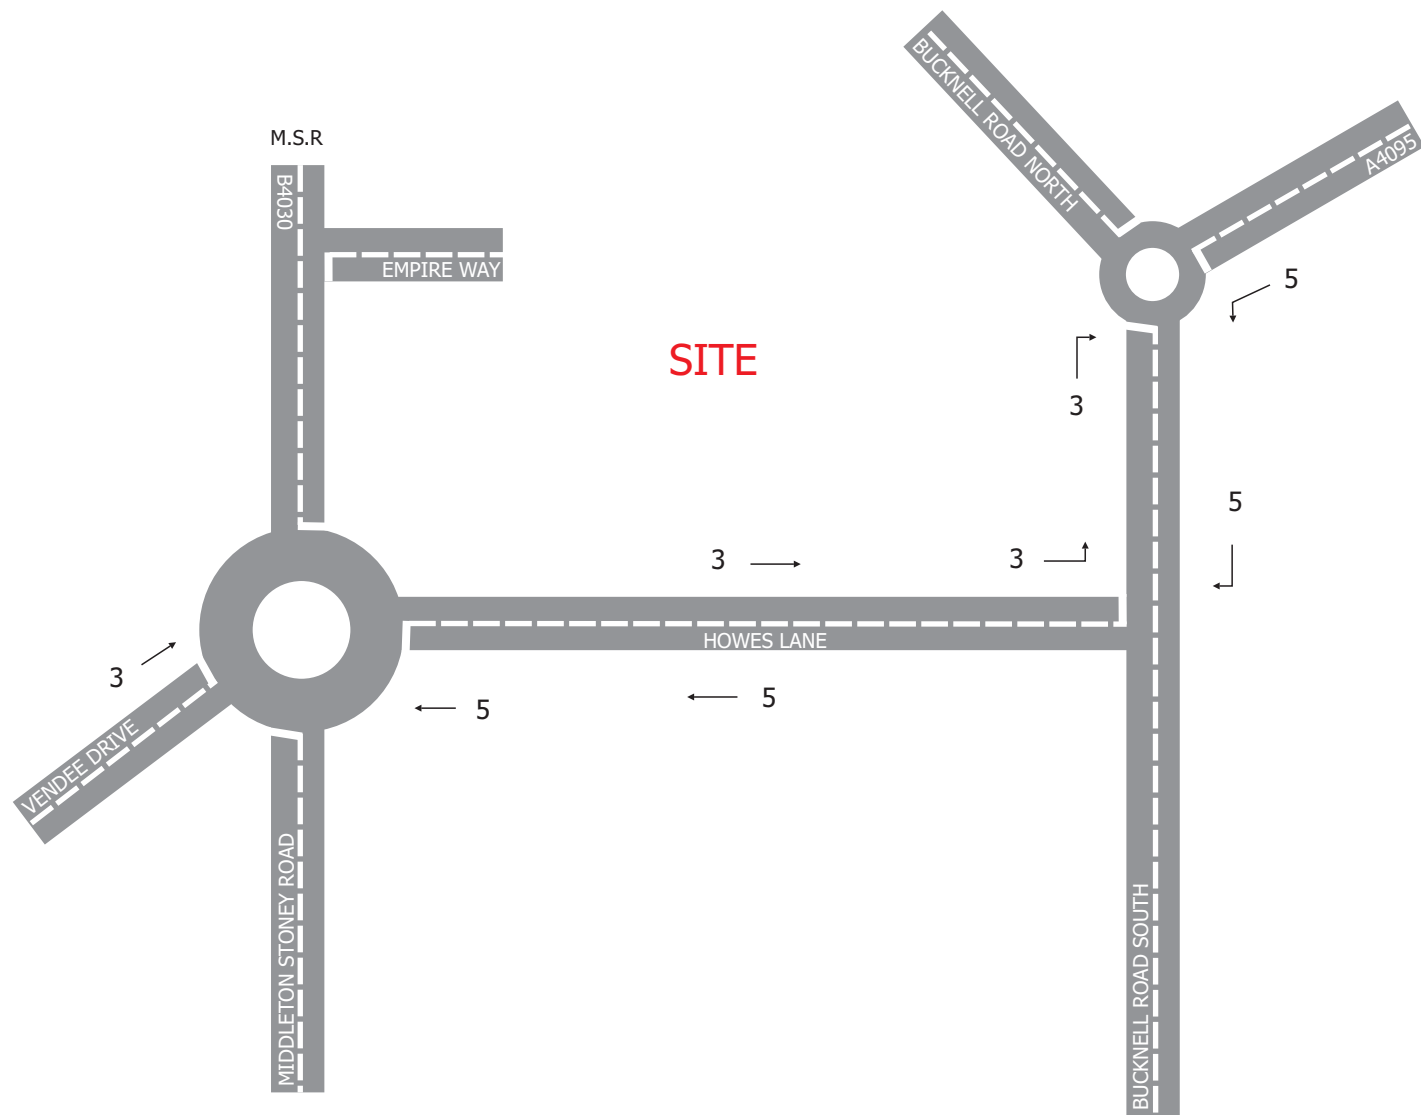 BUCKNELL ROAD NORTH
A4095
M.S.R
B4030
EMPIRE WAY
5
SITE
3
5
3
3
HOWES LANE
3
5
5
VENDEE DRIVE
MIDDLETON STONEY ROAD
BUCKNELL ROAD SOUTH